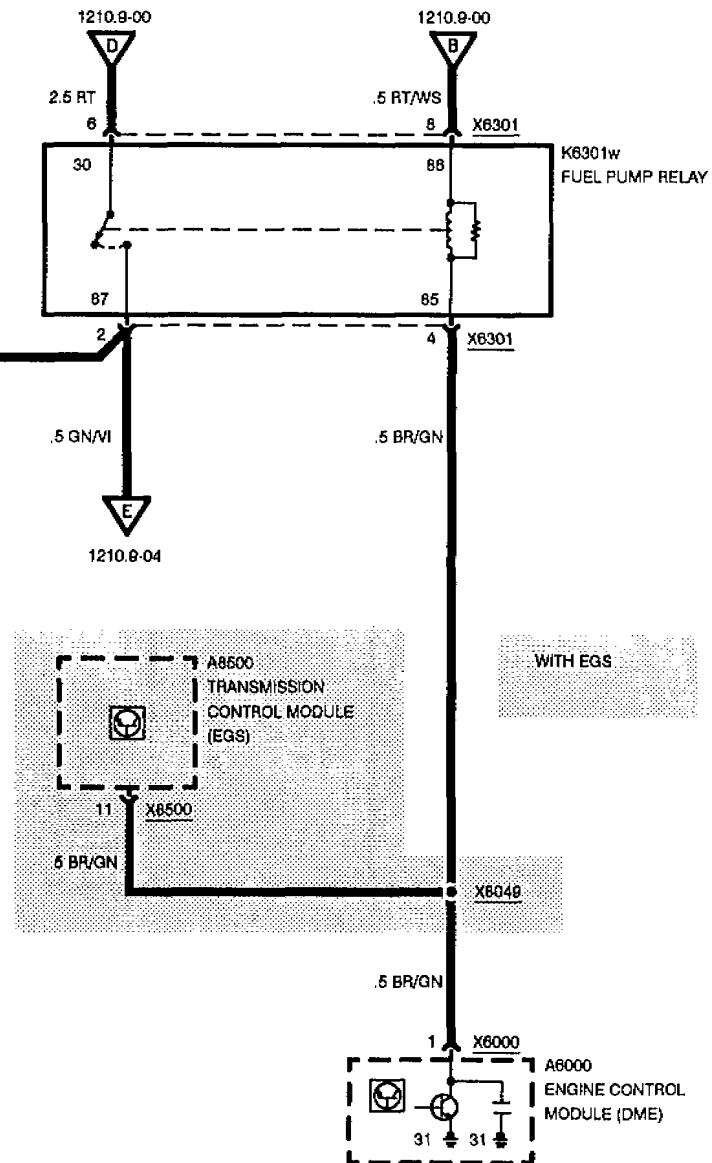 1210.9-00
1210.9-00
D
B
2.5 RT
.5 RT/WS
6
8
X6301
30
86
K6301w
FUEL PUMP RELAY
87
85
2
4
X6301
.5 GN/VI
.5 BR/GN
E
1210.9-04
WITH EGS
A8500
TRANSMISSION
CONTROL MODULE
(EGS)
11
X8500
.5 BR/GN
X6049
.5 BR/GN
1
X6000
A6000
ENGINE CONTROL
MODULE (DME)
31
31